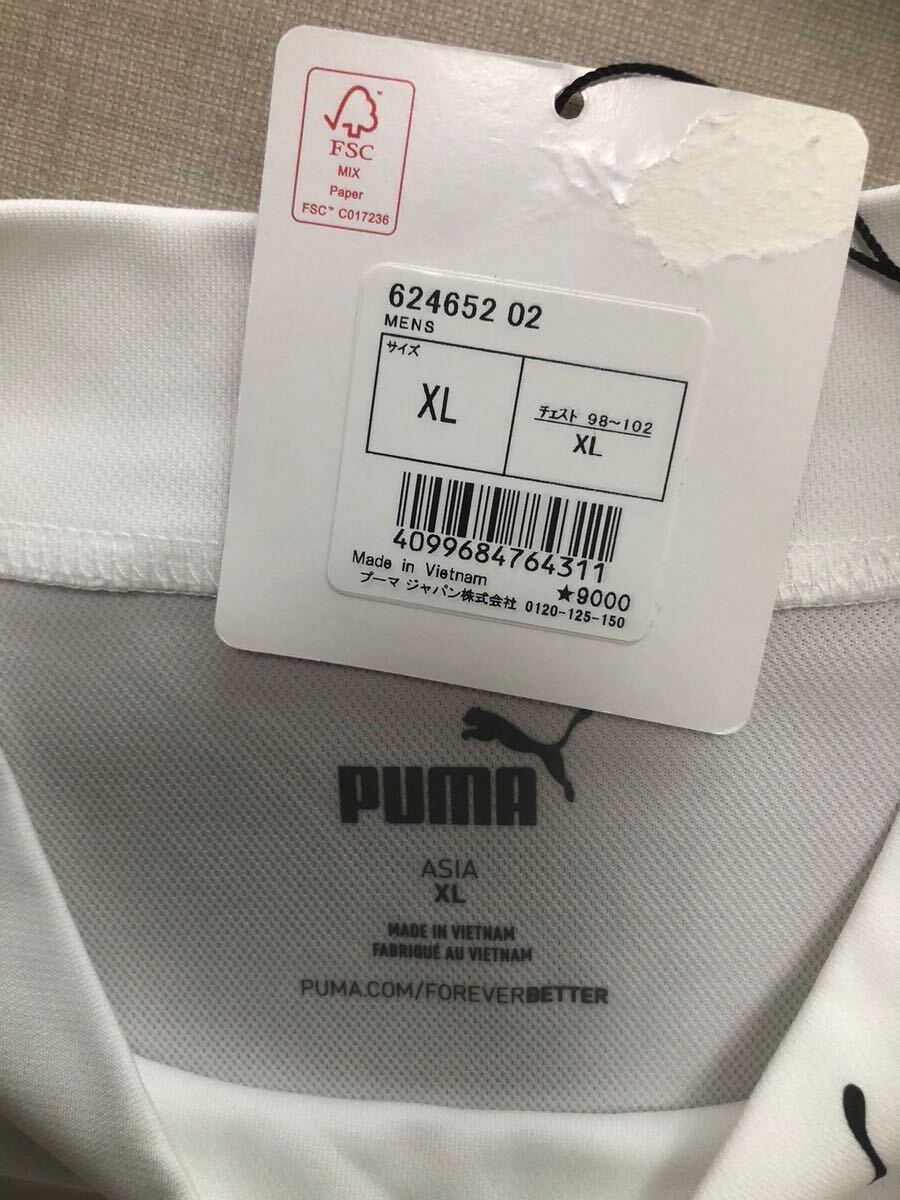 FSC™
MIX
Paper
FSC™ C017236
624652 02
MENS
サイズ
XL
チェスト 98～102
XL
4099684764311
Made in Vietnam
★9000
プーマ ジャパン株式会社 0120-125-150
PUMA
ASIA
XL
MADE IN VIETNAM
FABRIQUÉ AU VIETNAM
PUMA.COM/FOREVERBETTER